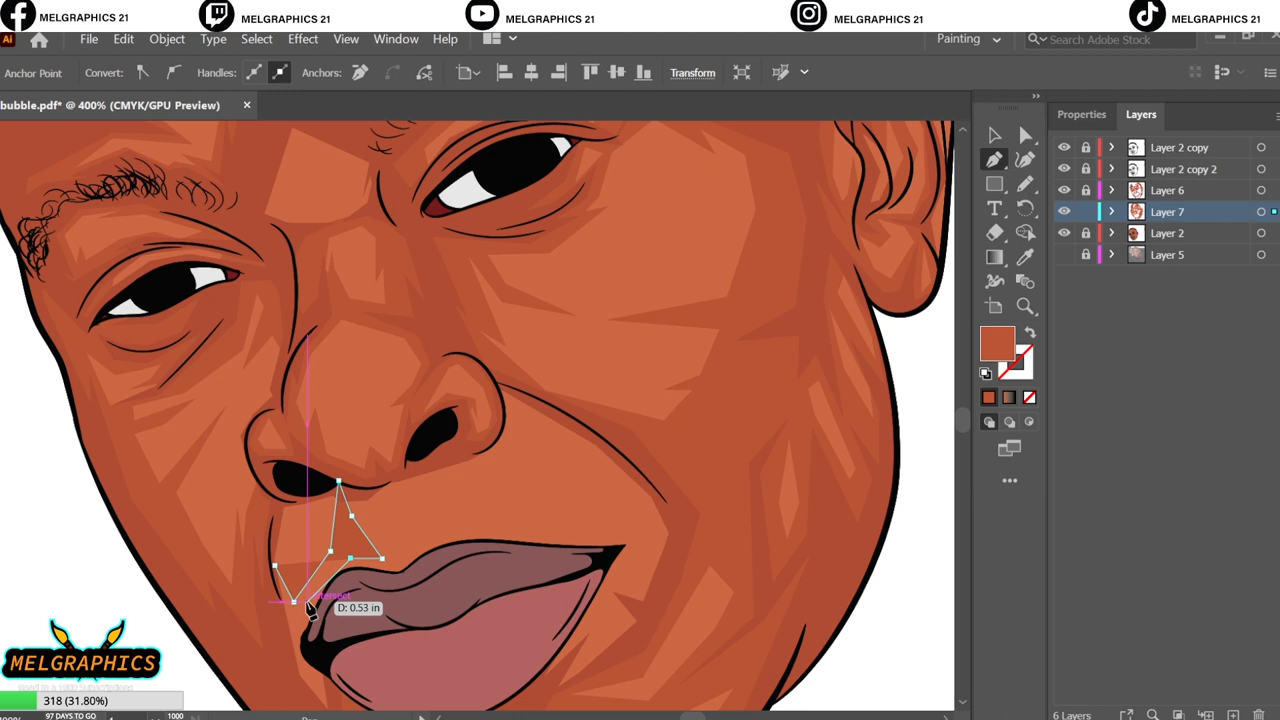 MELGRAPHICS 21 MELGRAPHICS 21 MELGRAPHICS 21 MELGRAPHICS 21 MELGRAPHICS 21
Ai File Edit Object Type Select Effect View Window Help Painting Search Adobe Stock
Anchor Point Convert: Handles: Anchors: Transform
bubble.pdf* @ 400% (CMYK/GPU Preview) ×
Properties Layers
Layer 2 copy
Layer 2 copy 2
Layer 6
Layer 7
Layer 2
Layer 5
intersect
D: 0.53 in
MELGRAPHICS
318 (31.80%)
97 DAYS TO GO 1000
6 Layers